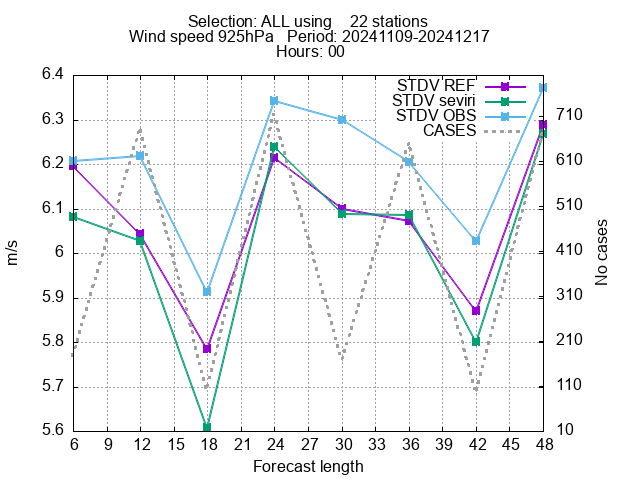 Selection: ALL using    22 stations
Wind speed 925hPa   Period: 20241109-20241217
Hours: 00
STDV REF
STDV seviri
STDV OBS
CASES
6.4
6.3
6.2
6.1
6
5.9
5.8
5.7
5.6
m/s
710
610
510
410
310
210
110
10
No cases
6 9 12 15 18 21 24 27 30 33 36 39 42 45 48
Forecast length